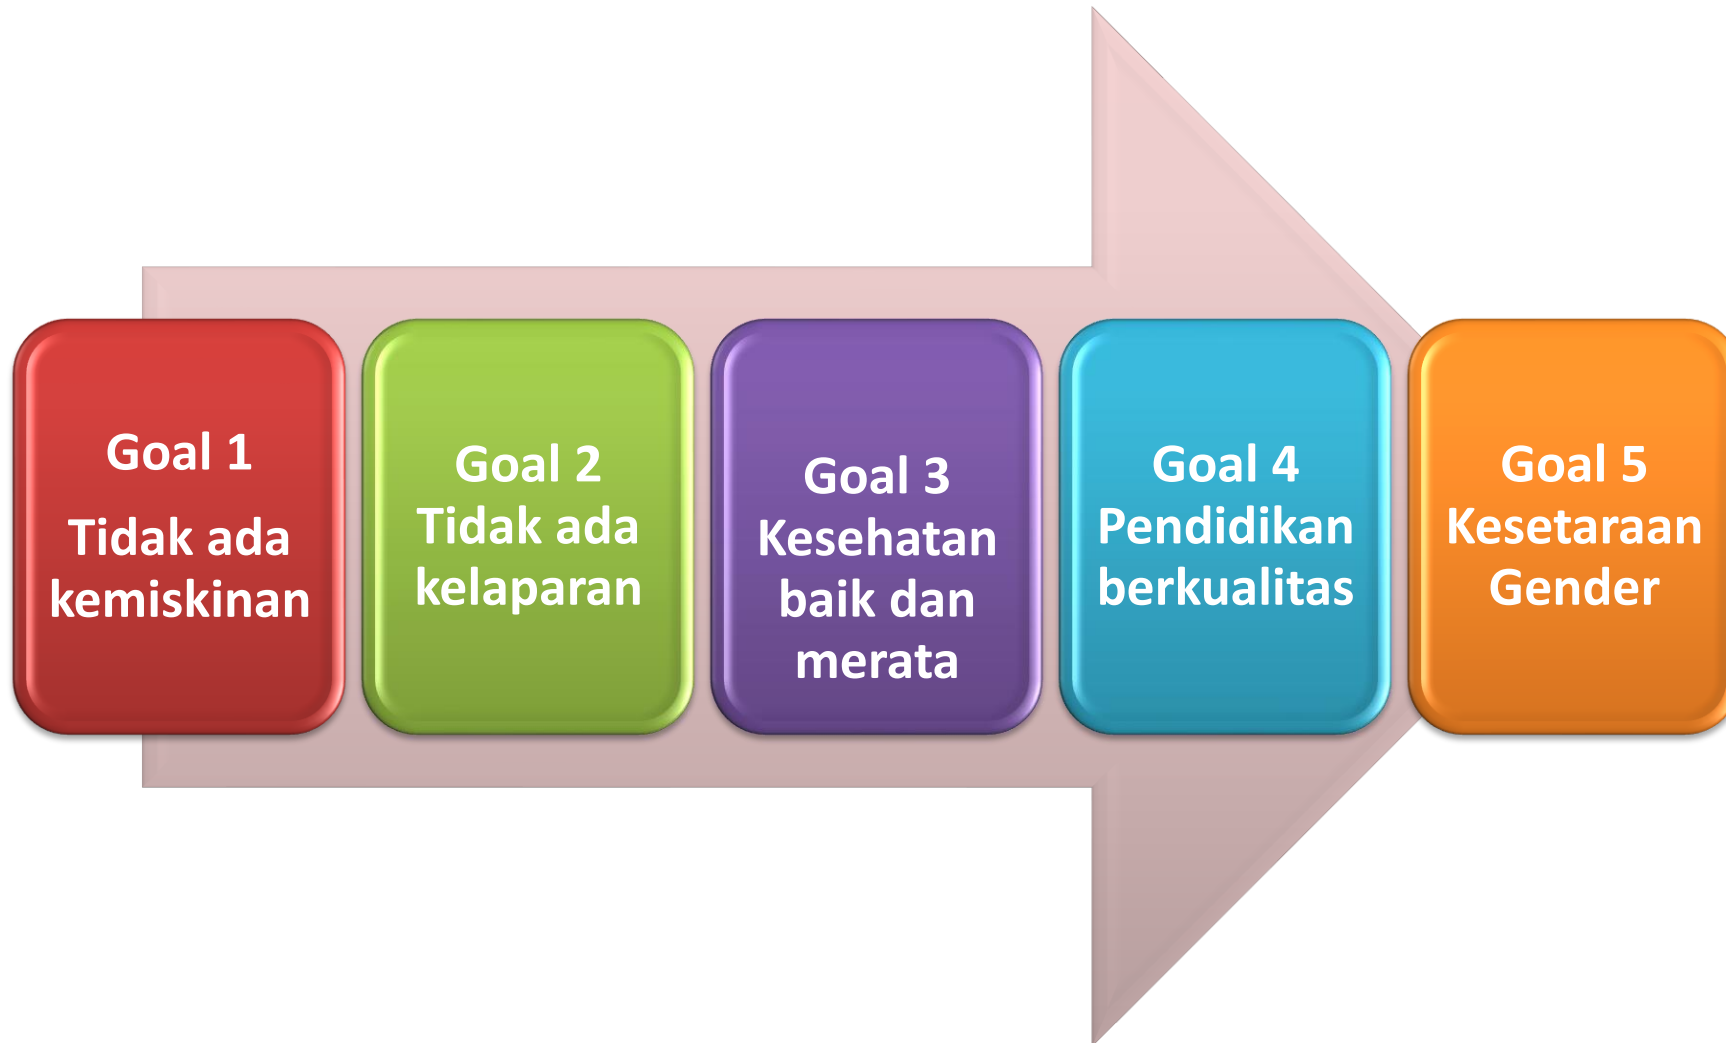 Goal 1
Tidak ada
kemiskinan
Goal 2
Tidak ada
kelaparan
Goal 3
Kesehatan
baik dan
merata
Goal 4
Pendidikan
berkualitas
Goal 5
Kesetaraan
Gender